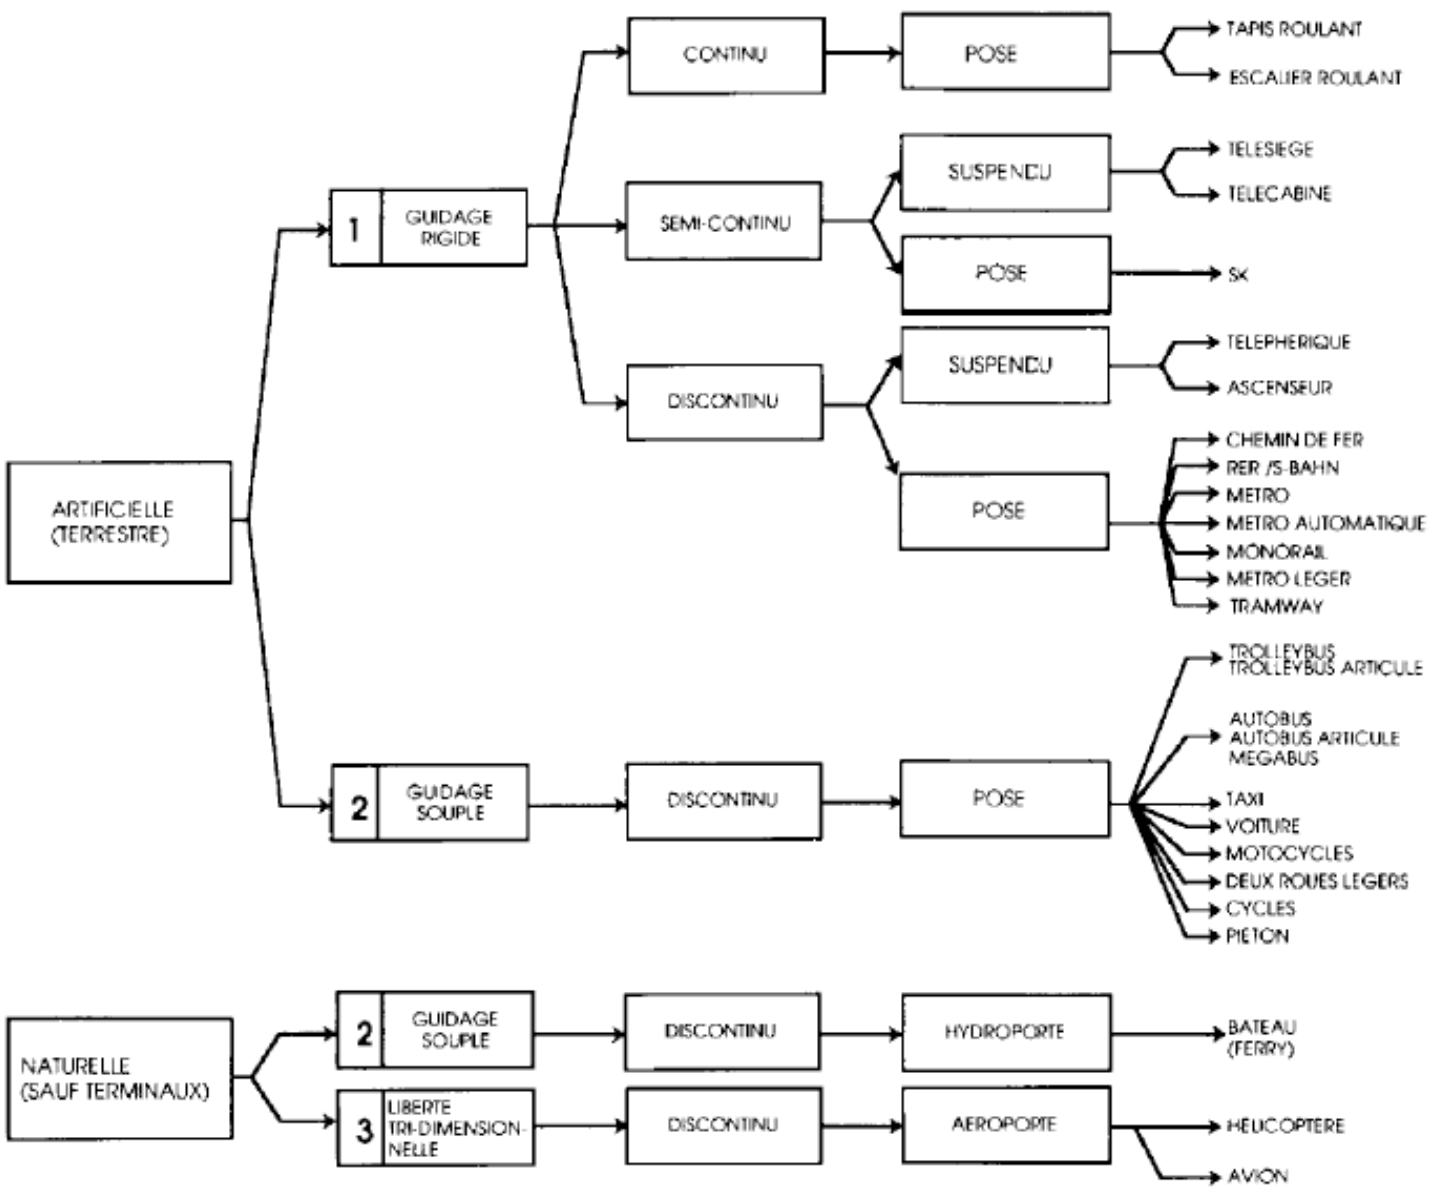 CONTINU
POSE
TAPIS ROULANT
ESCALIER ROULANT
1
GUIDAGE
RIGIDE
SEMI-CONTINU
SUSPENDU
TELESIEGE
TELECABINE
POSE
SK
DISCONTINU
SUSPENDU
TELEPHERIQUE
ASCENSEUR
POSE
CHEMIN DE FER
RER /S-BAHN
METRO
METRO AUTOMATIQUE
MONORAIL
METRO LEGER
TRAMWAY
ARTIFICIELLE
(TERRESTRE)
2
GUIDAGE
SOUPLE
DISCONTINU
POSE
TROLLEYBUS
TROLLEYBUS ARTICULE
AUTOBUS
AUTOBUS ARTICULE
MEGABUS
TAXI
VOITURE
MOTOCYCLES
DEUX ROUES LEGERS
CYCLES
PIETON
NATURELLE
(SAUF TERMINAUX)
2
GUIDAGE
SOUPLE
DISCONTINU
HYDROPORTE
BATEAU
(FERRY)
3
LIBERTE
TRI-DIMENSION-
NELLE
DISCONTINU
AEROPORTE
HELICOPTERE
AVION